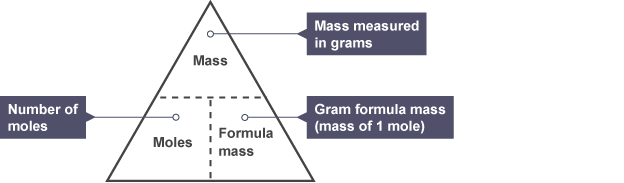 Mass measured
in grams
Mass
Number of
moles
Moles
Formula
mass
Gram formula mass
(mass of 1 mole)